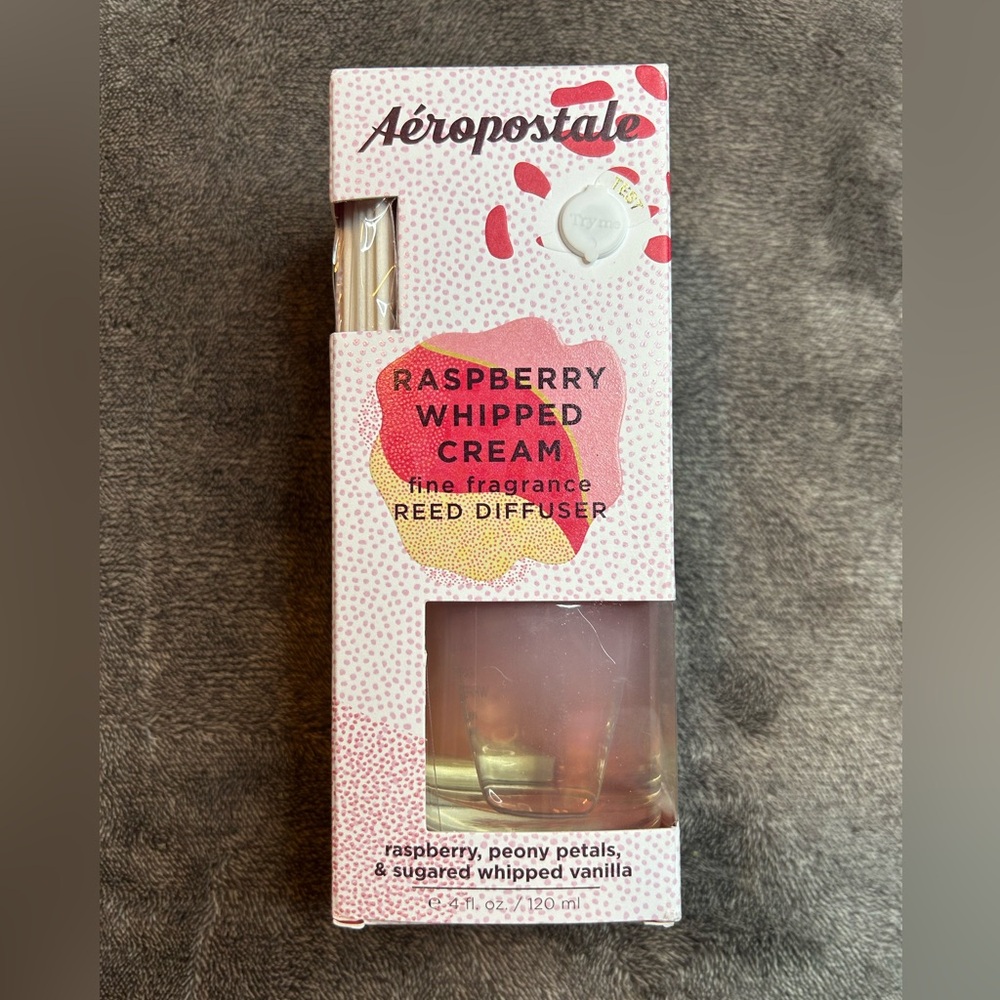 Aéropostale
TEST
Try me
RASPBERRY
WHIPPED
CREAM
fine fragrance
REED DIFFUSER
raspberry, peony petals,
& sugared whipped vanilla
℮ 4 fl. oz. / 120 ml